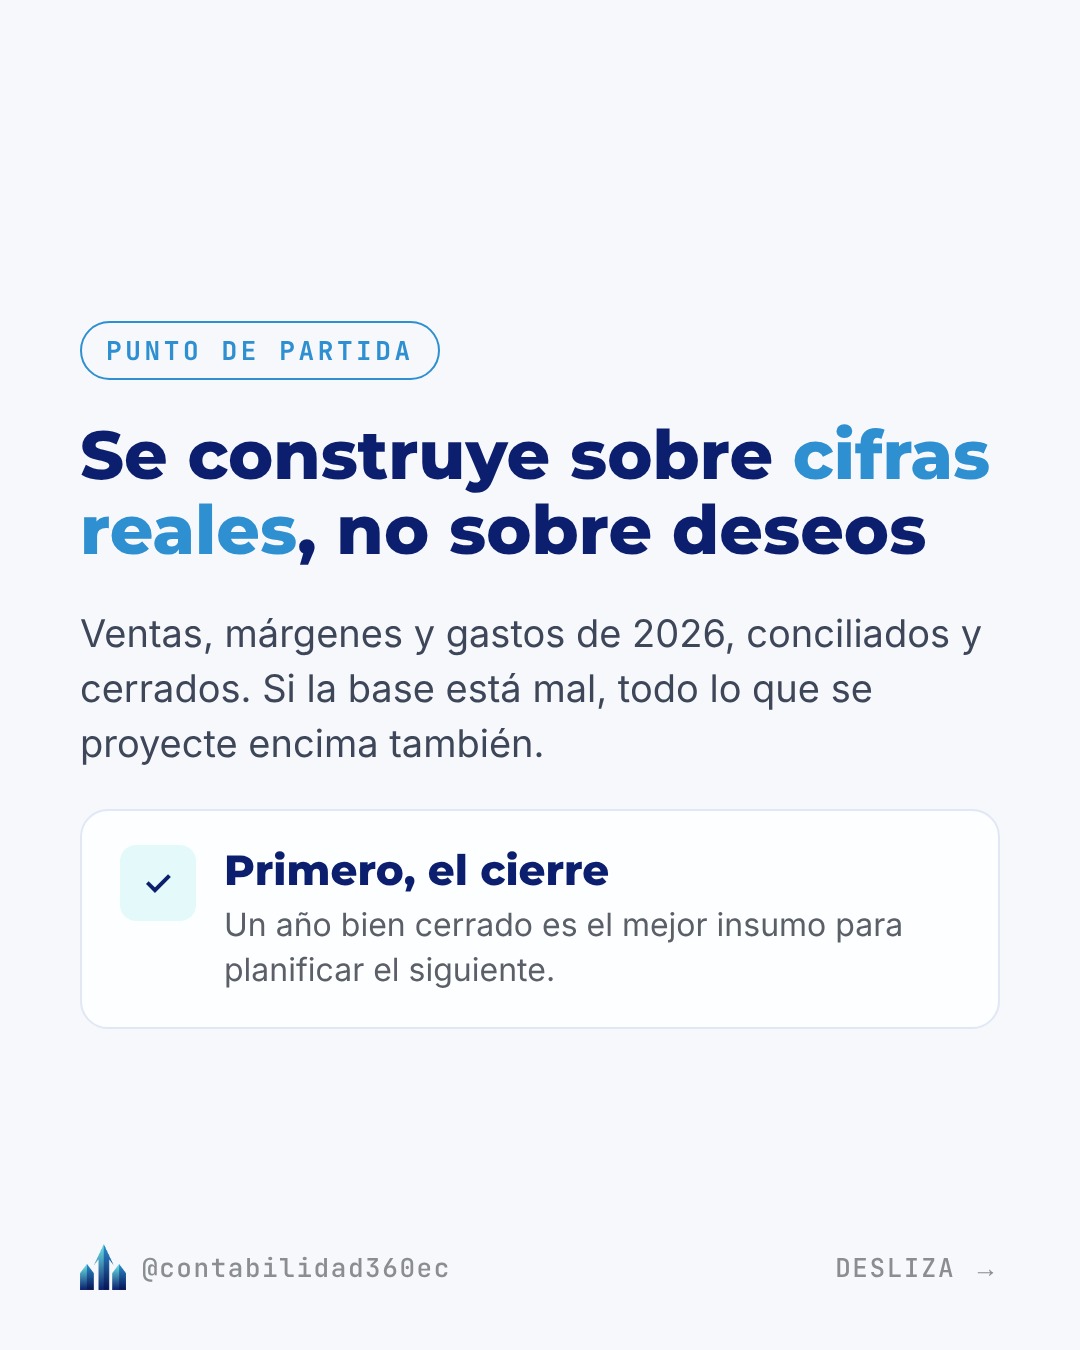 PUNTO DE PARTIDA
Se construye sobre cifras
reales, no sobre deseos
Ventas, márgenes y gastos de 2026, conciliados y
cerrados. Si la base está mal, todo lo que se
proyecte encima también.
Primero, el cierre
Un año bien cerrado es el mejor insumo para
planificar el siguiente.
@contabilidad360ec
DESLIZA →